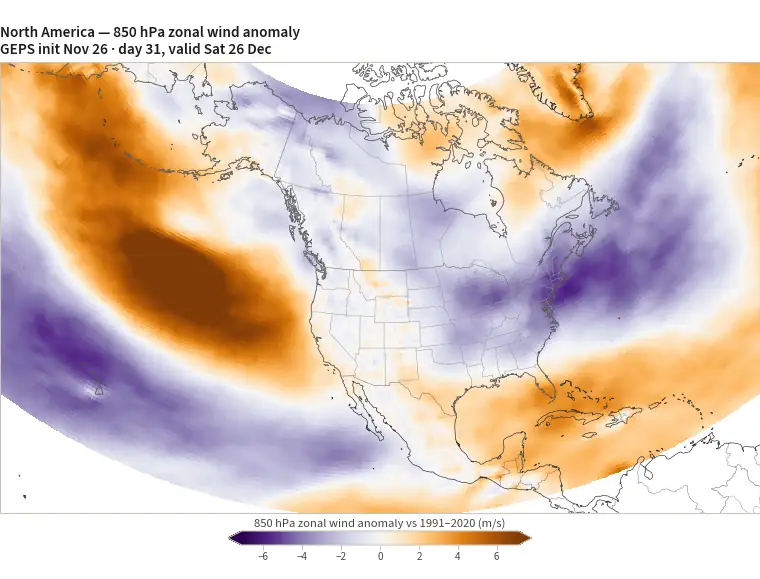 North America — 850 hPa zonal wind anomaly
GEPS init Nov 26 · day 31, valid Sat 26 Dec
850 hPa zonal wind anomaly vs 1991–2020 (m/s)
−6 −4 −2 0 2 4 6